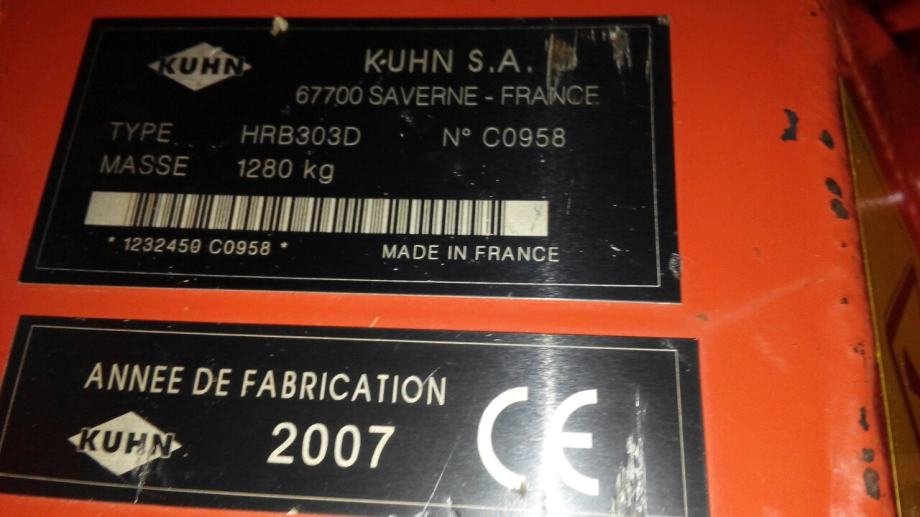 KUHN
KUHN S.A.
67700 SAVERNE - FRANCE
TYPE HRB303D N° C0958
MASSE 1280 kg
* 1232450 C0958 *
MADE IN FRANCE
ANNEE DE FABRICATION
KUHN
2007
CE